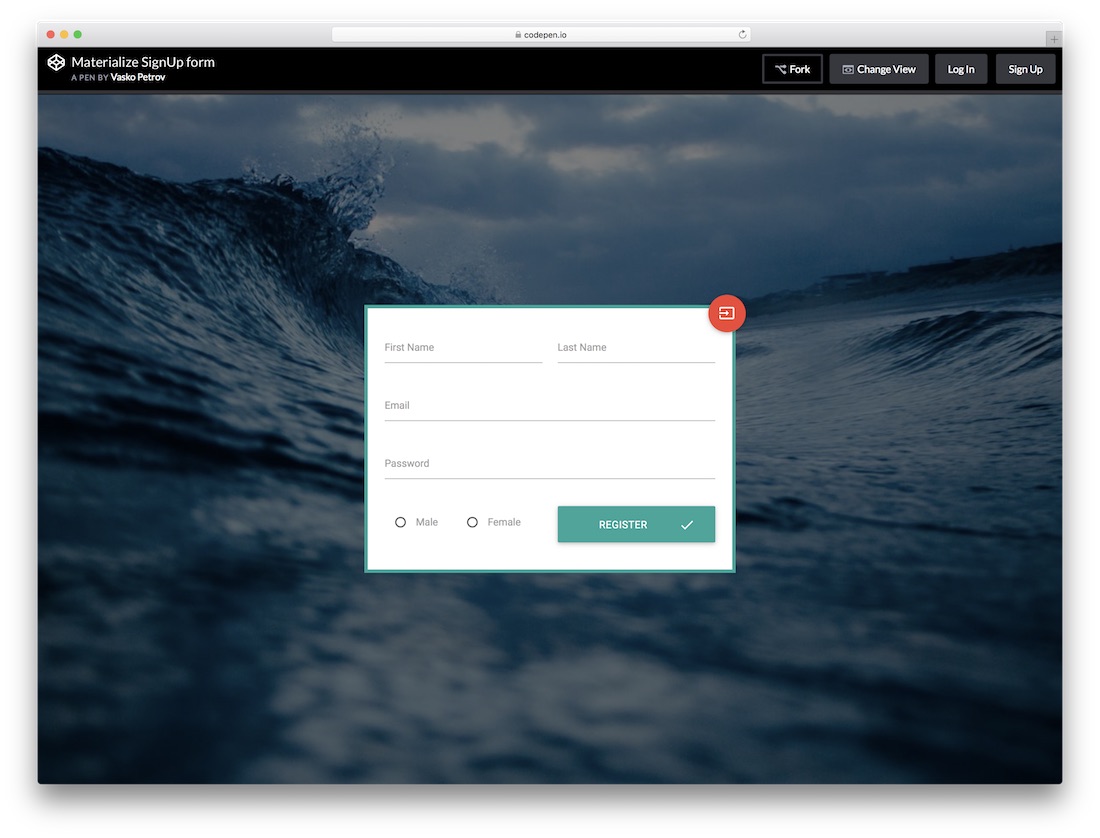 codepen.io
Materialize SignUp form
A PEN BY Vasko Petrov
Fork
Change View
Log In
Sign Up
First Name
Last Name
Email
Password
Male
Female
REGISTER